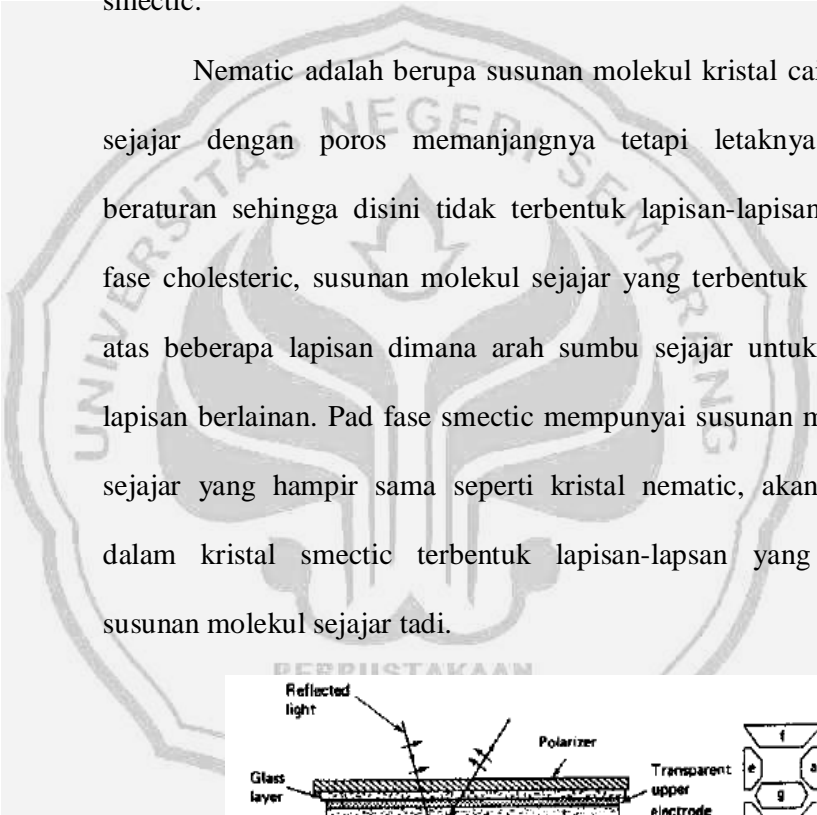 smectic.
Nematic adalah berupa susunan molekul kristal
sejajar dengan poros memanjangnya tetapi letaknya
beraturan sehingga disini tidak terbentuk lapisan-lapisan
fase cholesteric, susunan molekul sejajar yang terbentuk
atas beberapa lapisan dimana arah sumbu sejajar untuk
lapisan berlainan. Pad fase smectic mempunyai susunan
sejajar yang hampir sama seperti kristal nematic, akan
dalam kristal smectic terbentuk lapisan-lapsan yang
susunan molekul sejajar tadi.
UNIVERSITAS NEGERI SEMARANG
PERPUSTAKAAN
Reflected
light
Polarizer
Glass
layer
Transparent
upper
electrode
f
e
a
g